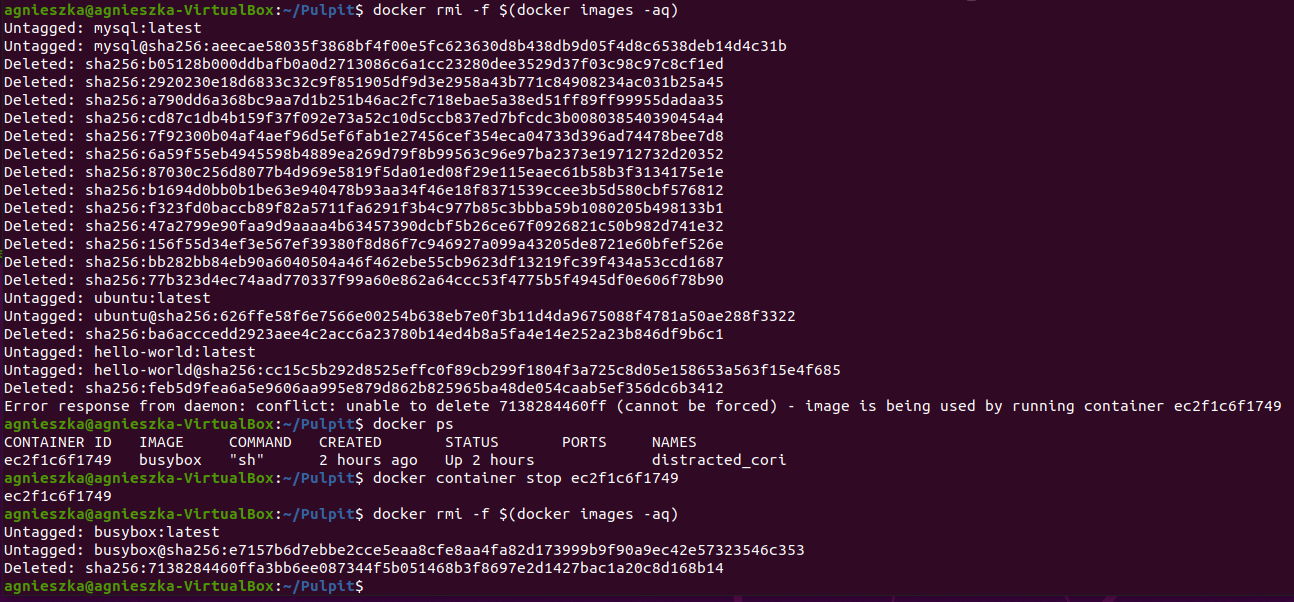 agnieszka@agnieszka-VirtualBox:~/Pulpit$ docker rmi -f $(docker images -aq)
Untagged: mysql:latest
Untagged: mysql@sha256:aeecae58035f3868bf4f00e5fc623630d8b438db9d05f4d8c6538deb14d4c31b
Deleted: sha256:b05128b000ddbafb0a0d2713086c6a1cc23280dee3529d37f03c98c97c8cf1ed
Deleted: sha256:2920230e18d6833c32c9f851905df9d3e2958a43b771c84908234ac031b25a45
Deleted: sha256:a790dd6a368bc9aa7d1b251b46ac2fc718ebae5a38ed51ff89ff99955dadaa35
Deleted: sha256:cd87c1db4b159f37f092e73a52c10d5ccb837ed7bfcdc3b008038540390454a4
Deleted: sha256:7f92300b04af4aef96d5ef6fab1e27456cef354eca04733d396ad74478bee7d8
Deleted: sha256:6a59f55eb4945598b4889ea269d79f8b99563c96e97ba2373e19712732d20352
Deleted: sha256:87030c256d8077b4d969e5819f5da01ed08f29e115eaec61b58b3f3134175e1e
Deleted: sha256:b1694d0bb0b1be63e940478b93aa34f46e18f8371539ccee3b5d580cbf576812
Deleted: sha256:f323fd0baccb89f82a5711fa6291f3b4c977b85c3bbba59b1080205b498133b1
Deleted: sha256:47a2799e90faa9d9aaaa4b63457390dcbf5b26ce67f0926821c50b982d741e32
Deleted: sha256:156f55d34ef3e567ef39380f8d86f7c946927a099a43205de8721e60bfef526e
Deleted: sha256:bb282bb84eb90a6040504a46f462ebe55cb9623df13219fc39f434a53ccd1687
Deleted: sha256:77b323d4ec74aad770337f99a60e862a64ccc53f4775b5f4945df0e606f78b90
Untagged: ubuntu:latest
Untagged: ubuntu@sha256:626ffe58f6e7566e00254b638eb7e0f3b11d4da9675088f4781a50ae288f3322
Deleted: sha256:ba6acccedd2923aee4c2acc6a23780b14ed4b8a5fa4e14e252a23b846df9b6c1
Untagged: hello-world:latest
Untagged: hello-world@sha256:cc15c5b292d8525effc0f89cb299f1804f3a725c8d05e158653a563f15e4f685
Deleted: sha256:feb5d9fea6a5e9606aa995e879d862b825965ba48de054caab5ef356dc6b3412
Error response from daemon: conflict: unable to delete 7138284460ff (cannot be forced) - image is being used by running container ec2f1c6f1749
agnieszka@agnieszka-VirtualBox:~/Pulpit$ docker ps
CONTAINER ID   IMAGE     COMMAND   CREATED       STATUS       PORTS     NAMES
ec2f1c6f1749   busybox   "sh"      2 hours ago   Up 2 hours             distracted_cori
agnieszka@agnieszka-VirtualBox:~/Pulpit$ docker container stop ec2f1c6f1749
ec2f1c6f1749
agnieszka@agnieszka-VirtualBox:~/Pulpit$ docker rmi -f $(docker images -aq)
Untagged: busybox:latest
Untagged: busybox@sha256:e7157b6d7ebbe2cce5eaa8cfe8aa4fa82d173999b9f90a9ec42e57323546c353
Deleted: sha256:7138284460ffa3bb6ee087344f5b051468b3f8697e2d1427bac1a20c8d168b14
agnieszka@agnieszka-VirtualBox:~/Pulpit$